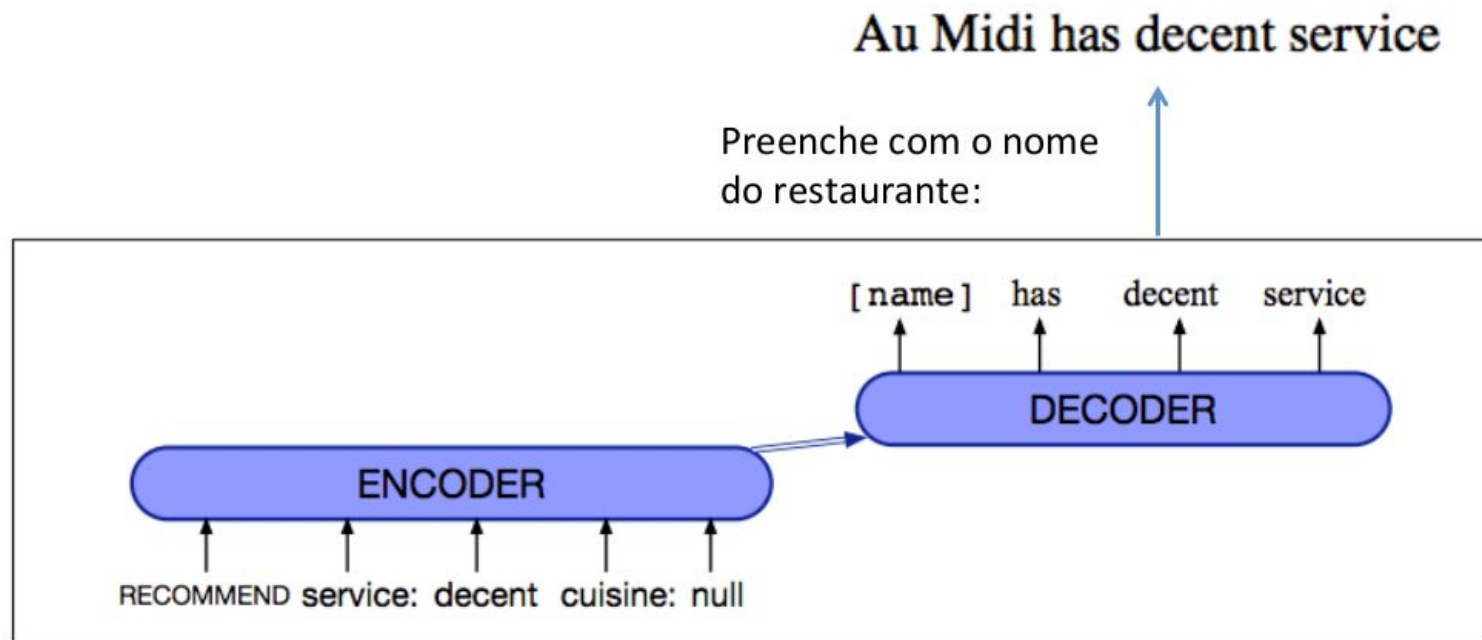 Au Midi has decent service
Preenche com o nome
do restaurante:
[name] has decent service
DECODER
ENCODER
RECOMMEND service: decent cuisine: null